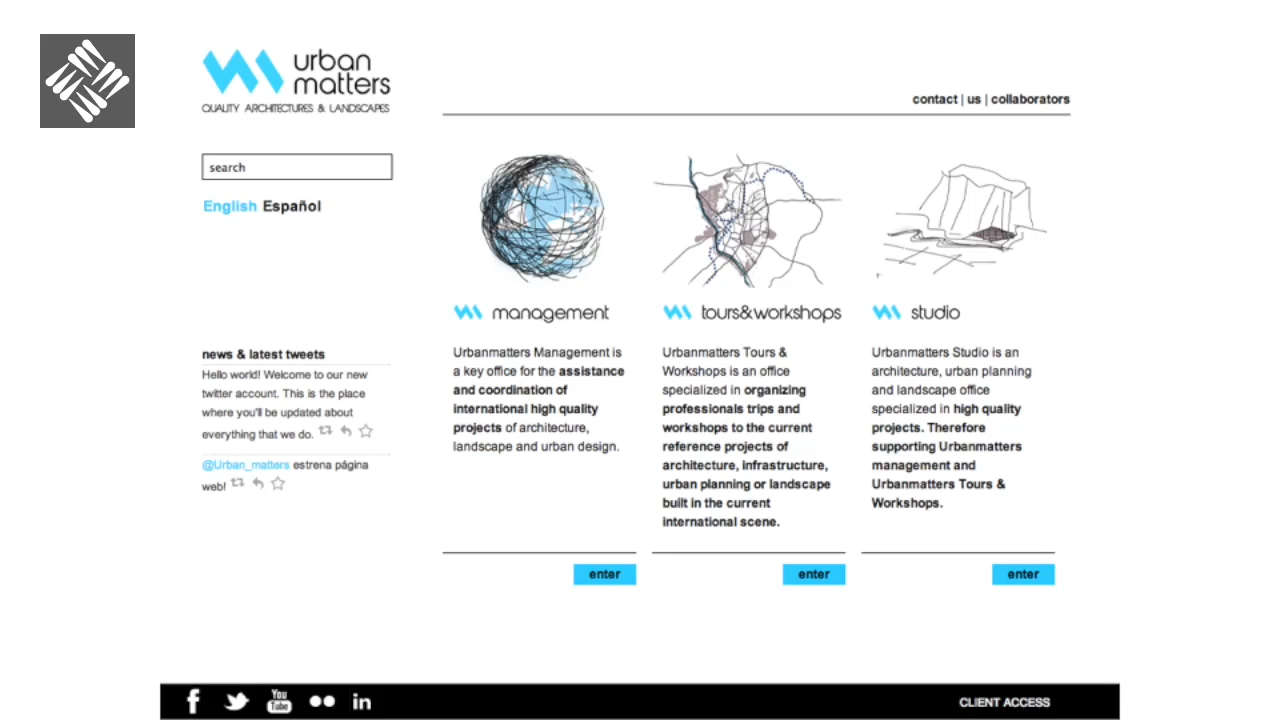 urban
matters
QUALITY ARCHITECTURES & LANDSCAPES
contact | us | collaborators
search
English Español
news & latest tweets
Hello world! Welcome to our new
twitter account. This is the place
where you'll be updated about
everything that we do.
@Urban_matters estrena página
web!
management
Urbanmatters Management is
a key office for the assistance
and coordination of
international high quality
projects of architecture,
landscape and urban design.
enter
tours&workshops
Urbanmatters Tours &
Workshops is an office
specialized in organizing
professionals trips and
workshops to the current
reference projects of
architecture, infrastructure,
urban planning or landscape
built in the current
international scene.
enter
studio
Urbanmatters Studio is an
architecture, urban planning
and landscape office
specialized in high quality
projects. Therefore
supporting Urbanmatters
management and
Urbanmatters Tours &
Workshops.
enter
You
Tube
in
CLIENT ACCESS